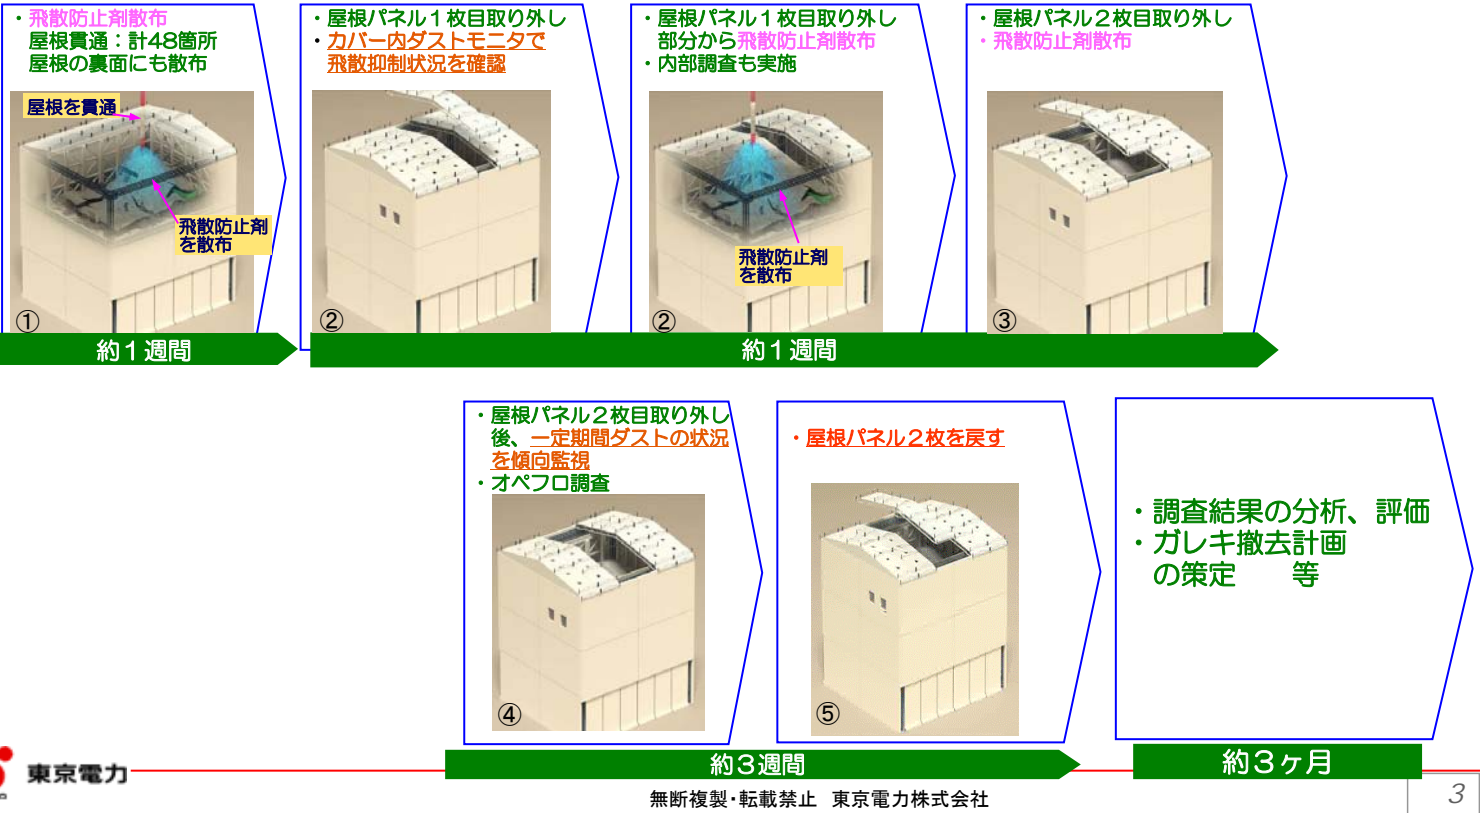 ・飛散防止剤散布
屋根貫通：計48箇所
屋根の裏面にも散布
屋根を貫通
飛散防止剤
を散布
①
・屋根パネル１枚目取り外し
・カバー内ダストモニタで
飛散抑制状況を確認
②
・屋根パネル１枚目取り外し
部分から飛散防止剤散布
・内部調査も実施
飛散防止剤
を散布
②
・屋根パネル２枚目取り外し
・飛散防止剤散布
③
約１週間
約１週間
・屋根パネル２枚目取り外し
後、一定期間ダストの状況
を傾向監視
・オペフロ調査
④
・屋根パネル２枚を戻す
⑤
・調査結果の分析、評価
・ガレキ撤去計画
の策定　　等
約３週間
約３ヶ月
東京電力
無断複製・転載禁止　東京電力株式会社
3